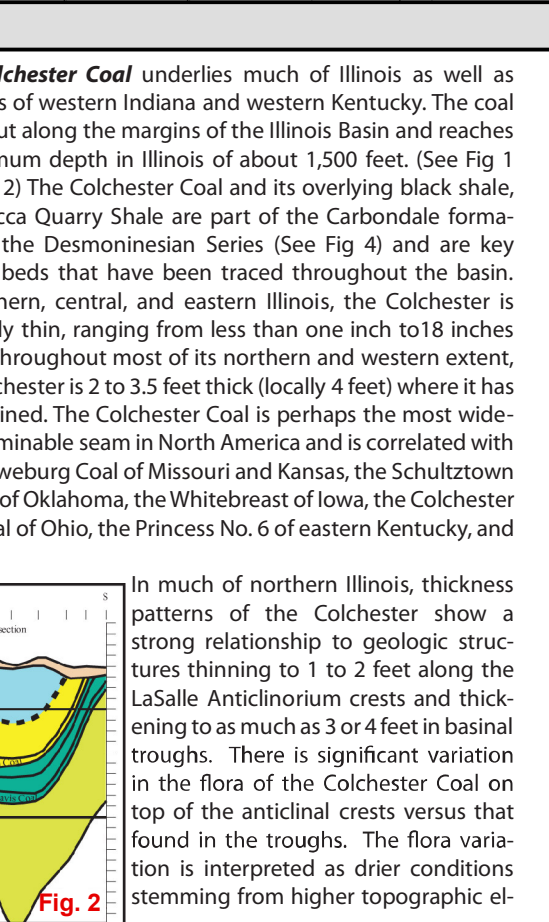 lchester Coal underlies much of Illinois as well as
s of western Indiana and western Kentucky. The coal
ut along the margins of the Illinois Basin and reaches
mum depth in Illinois of about 1,500 feet. (See Fig 1
2) The Colchester Coal and its overlying black shale,
cca Quarry Shale are part of the Carbondale forma-
the Desmoninesian Series (See Fig 4) and are key
beds that have been traced throughout the basin.
hern, central, and eastern Illinois, the Colchester is
ly thin, ranging from less than one inch to18 inches
hroughout most of its northern and western extent,
chester is 2 to 3.5 feet thick (locally 4 feet) where it has
ined. The Colchester Coal is perhaps the most wide-
minable seam in North America and is correlated with
weburg Coal of Missouri and Kansas, the Schultztown
of Oklahoma, the Whitebreast of Iowa, the Colchester
al of Ohio, the Princess No. 6 of eastern Kentucky, and
S
section
Coal
avis Coal
Fig. 2
In much of northern Illinois, thickness
patterns of the Colchester show a
strong relationship to geologic struc-
tures thinning to 1 to 2 feet along the
LaSalle Anticlinorium crests and thick-
ening to as much as 3 or 4 feet in basinal
troughs. There is significant variation
in the flora of the Colchester Coal on
top of the anticlinal crests versus that
found in the troughs. The flora varia-
tion is interpreted as drier conditions
stemming from higher topographic el-